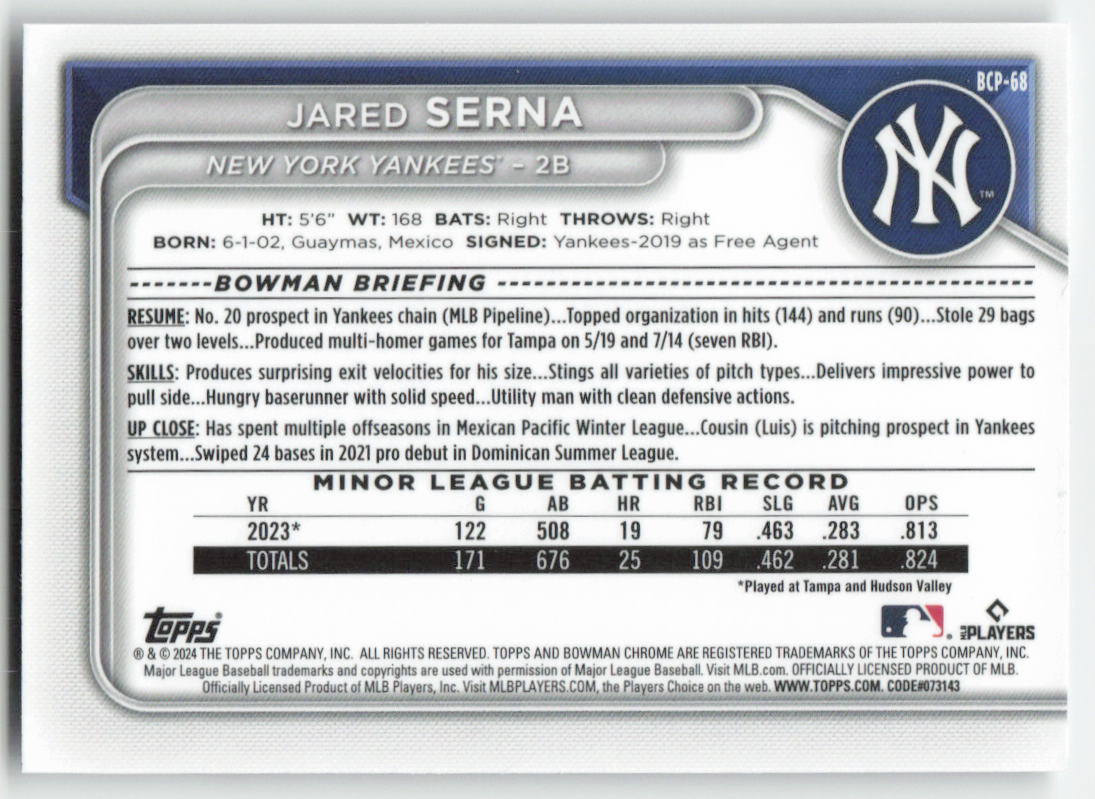 BCP-68
JARED SERNA
NEW YORK YANKEES® – 2B
NY
TM
HT: 5'6" WT: 168 BATS: Right THROWS: Right
BORN: 6-1-02, Guaymas, Mexico SIGNED: Yankees-2019 as Free Agent
BOWMAN BRIEFING
RESUME: No. 20 prospect in Yankees chain (MLB Pipeline)...Topped organization in hits (144) and runs (90)...Stole 29 bags
over two levels...Produced multi-homer games for Tampa on 5/19 and 7/14 (seven RBI).
SKILLS: Produces surprising exit velocities for his size...Stings all varieties of pitch types...Delivers impressive power to
pull side...Hungry baserunner with solid speed...Utility man with clean defensive actions.
UP CLOSE: Has spent multiple offseasons in Mexican Pacific Winter League...Cousin (Luis) is pitching prospect in Yankees
system...Swiped 24 bases in 2021 pro debut in Dominican Summer League.
MINOR LEAGUE BATTING RECORD
YR G AB HR RBI SLG AVG OPS
2023* 122 508 19 79 .463 .283 .813
TOTALS 171 676 25 109 .462 .281 .824
*Played at Tampa and Hudson Valley
Topps®
MLB PLAYERS
® & © 2024 THE TOPPS COMPANY, INC. ALL RIGHTS RESERVED. TOPPS AND BOWMAN CHROME ARE REGISTERED TRADEMARKS OF THE TOPPS COMPANY, INC.
Major League Baseball trademarks and copyrights are used with permission of Major League Baseball. Visit MLB.com. OFFICIALLY LICENSED PRODUCT OF MLB.
Officially Licensed Product of MLB Players, Inc. Visit MLBPLAYERS.COM, the Players Choice on the web. WWW.TOPPS.COM. CODE#073143